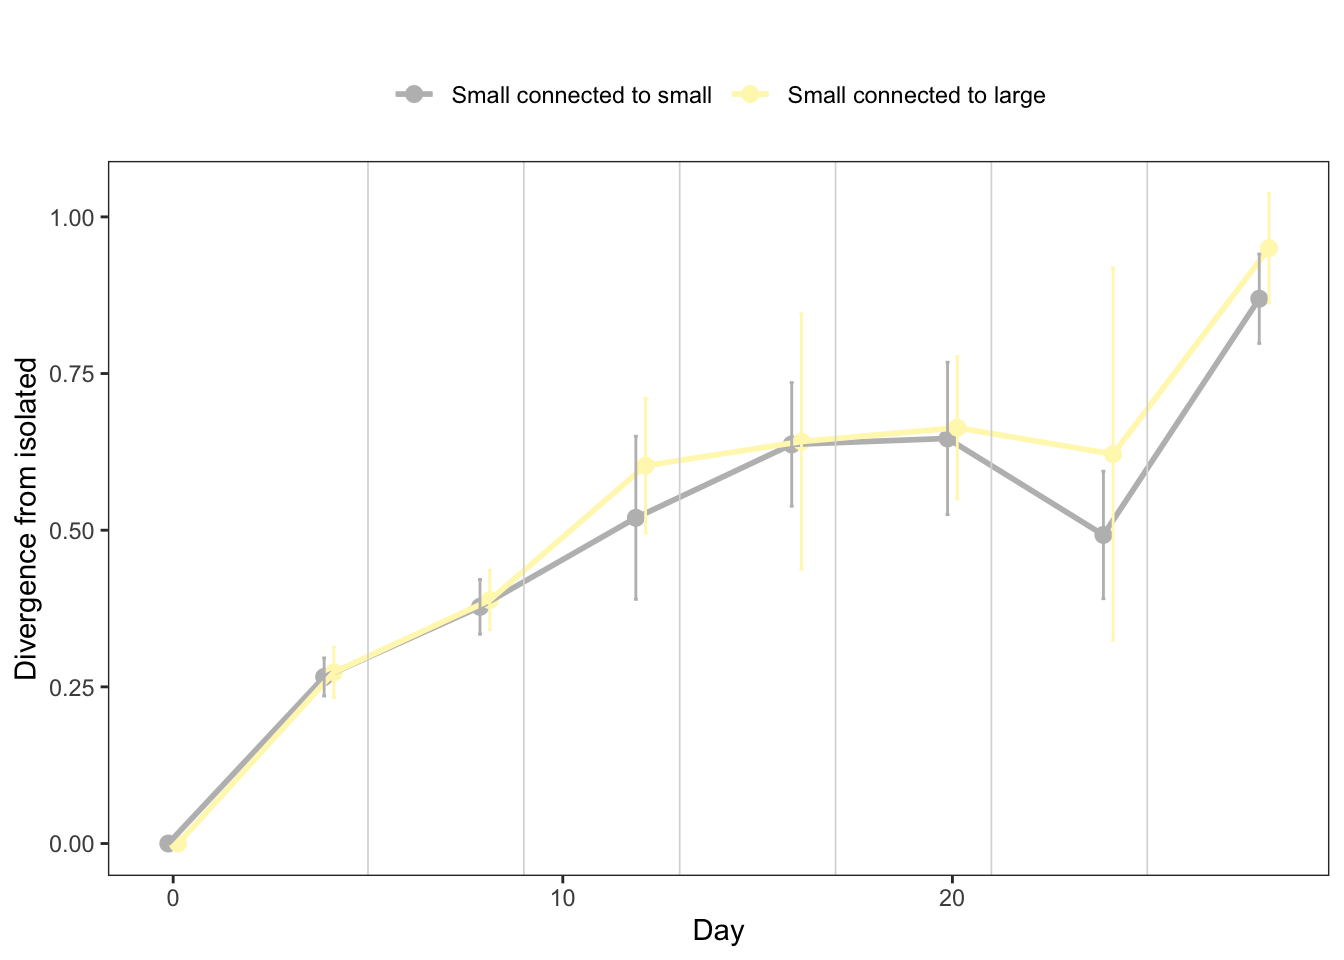 Small connected to small Small connected to large
Divergence from isolated
1.00
0.75
0.50
0.25
0.00
0 10 20
Day